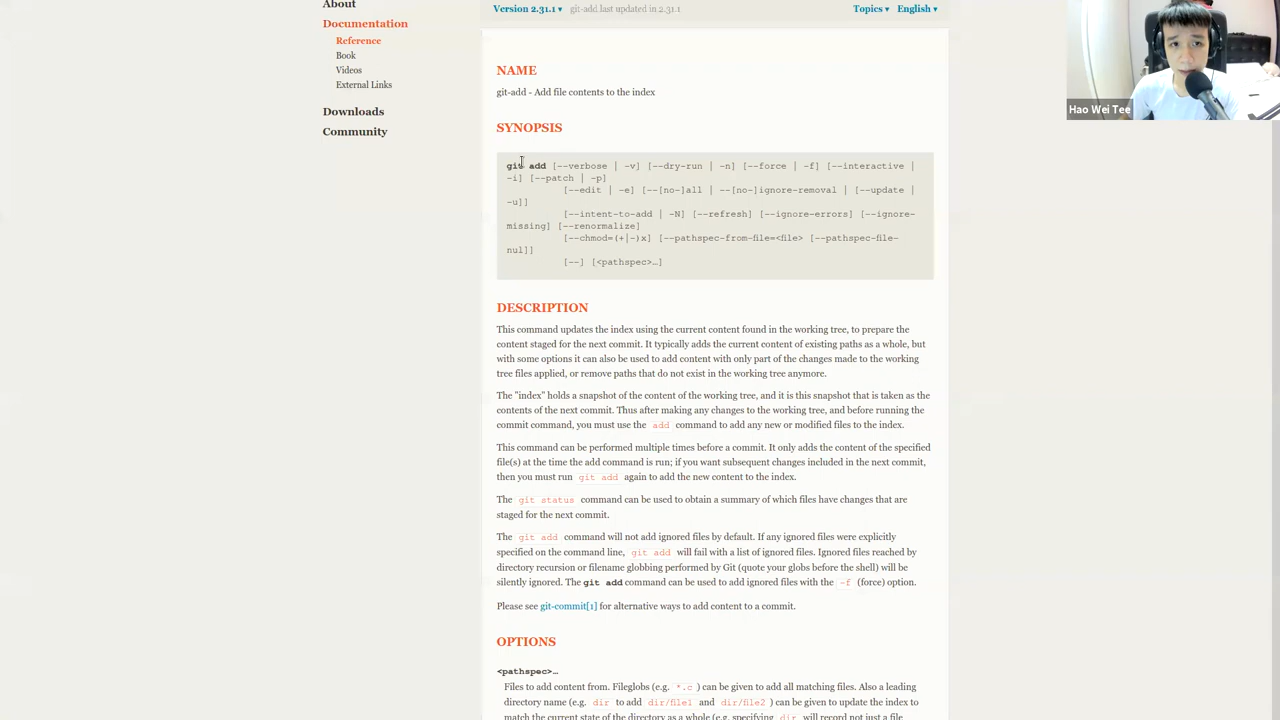 About
Documentation
Reference
Book
Videos
External Links
Downloads
Community
Version 2.31.1 ▾ git-add last updated in 2.31.1
Topics ▾ English ▾
NAME
git-add - Add file contents to the index
SYNOPSIS
git add [--verbose | -v] [--dry-run | -n] [--force | -f] [--interactive |
-i] [--patch | -p]
[--edit | -e] [--[no-]all | --[no-]ignore-removal | [--update |
-u]]
[--intent-to-add | -N] [--refresh] [--ignore-errors] [--ignore-
missing] [--renormalize]
[--chmod=(+|-)x] [--pathspec-from-file=<file> [--pathspec-file-
nul]]
[--] [<pathspec>…]
DESCRIPTION
This command updates the index using the current content found in the working tree, to prepare the
content staged for the next commit. It typically adds the current content of existing paths as a whole, but
with some options it can also be used to add content with only part of the changes made to the working
tree files applied, or remove paths that do not exist in the working tree anymore.
The "index" holds a snapshot of the content of the working tree, and it is this snapshot that is taken as the
contents of the next commit. Thus after making any changes to the working tree, and before running the
commit command, you must use the add command to add any new or modified files to the index.
This command can be performed multiple times before a commit. It only adds the content of the specified
file(s) at the time the add command is run; if you want subsequent changes included in the next commit,
then you must run git add again to add the new content to the index.
The git status command can be used to obtain a summary of which files have changes that are
staged for the next commit.
The git add command will not add ignored files by default. If any ignored files were explicitly
specified on the command line, git add will fail with a list of ignored files. Ignored files reached by
directory recursion or filename globbing performed by Git (quote your globs before the shell) will be
silently ignored. The git add command can be used to add ignored files with the -f (force) option.
Please see git-commit[1] for alternative ways to add content to a commit.
OPTIONS
<pathspec>…
Files to add content from. Fileglobs (e.g. *.c ) can be given to add all matching files. Also a leading
directory name (e.g. dir to add dir/file1 and dir/file2 ) can be given to update the index to
match the current state of the directory as a whole (e.g. specifying dir will record not just a file
Hao Wei Tee